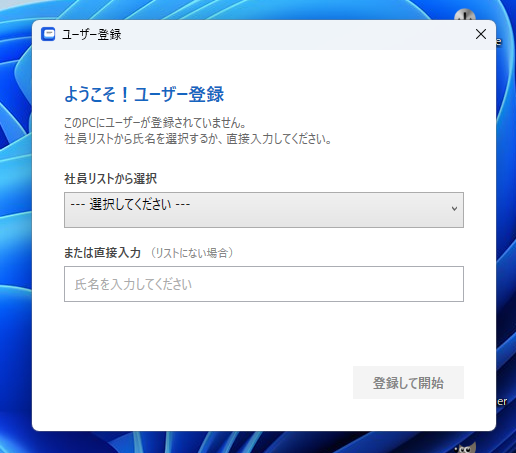 ユーザー登録
ようこそ！ユーザー登録
このPCにユーザーが登録されていません。
社員リストから氏名を選択するか、直接入力してください。
社員リストから選択
--- 選択してください ---
または直接入力 （リストにない場合）
氏名を入力してください
登録して開始
er